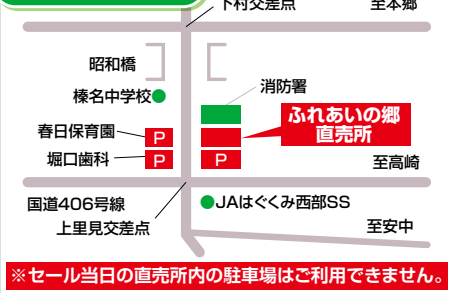 下村交差点
至本郷
昭和橋
消防署
榛名中学校
ふれあいの郷
直売所
春日保育園
P
堀口歯科
P
P
至高崎
国道406号線
JAはぐくみ西部SS
上里見交差点
至安中
※セール当日の直売所内の駐車場はご利用できません。